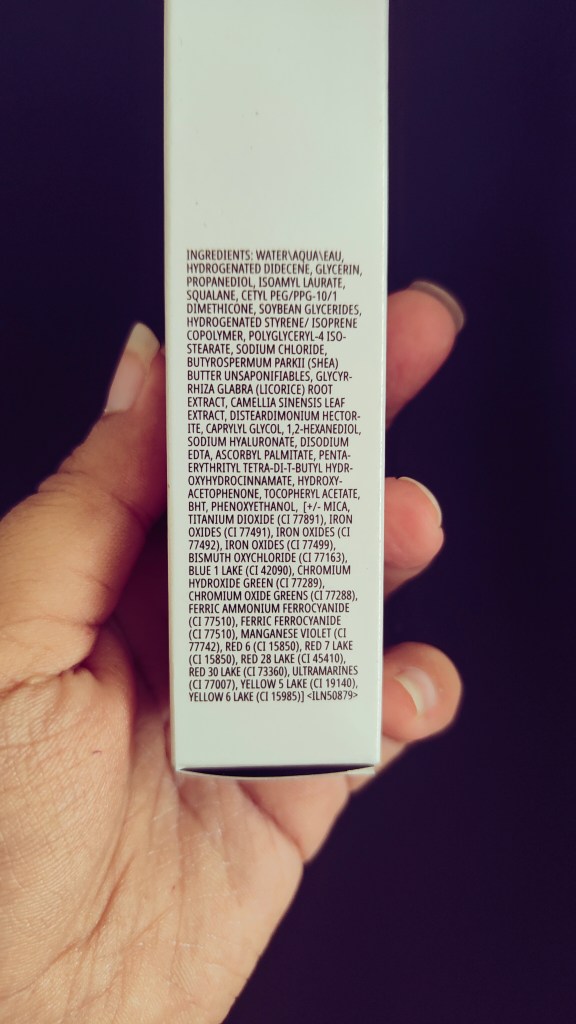 INGREDIENTS: WATER\AQUA\EAU,
HYDROGENATED DIDECENE, GLYCERIN,
PROPANEDIOL, ISOAMYL LAURATE,
SQUALANE, CETYL PEG/PPG-10/1
DIMETHICONE, SOYBEAN GLYCERIDES,
HYDROGENATED STYRENE/ ISOPRENE
COPOLYMER, POLYGLYCERYL-4 ISO-
STEARATE, SODIUM CHLORIDE,
BUTYROSPERMUM PARKII (SHEA)
BUTTER UNSAPONIFIABLES, GLYCYR-
RHIZA GLABRA (LICORICE) ROOT
EXTRACT, CAMELLIA SINENSIS LEAF
EXTRACT, DISTEARDIMONIUM HECTOR-
ITE, CAPRYLYL GLYCOL, 1,2-HEXANEDIOL,
SODIUM HYALURONATE, DISODIUM
EDTA, ASCORBYL PALMITATE, PENTA-
ERYTHRITYL TETRA-DI-T-BUTYL HYDR-
OXYHYDROCINNAMATE, HYDROXY-
ACETOPHENONE, TOCOPHERYL ACETATE,
BHT, PHENOXYETHANOL, [+/- MICA,
TITANIUM DIOXIDE (CI 77891), IRON
OXIDES (CI 77491), IRON OXIDES (CI
77492), IRON OXIDES (CI 77499),
BISMUTH OXYCHLORIDE (CI 77163),
BLUE 1 LAKE (CI 42090), CHROMIUM
HYDROXIDE GREEN (CI 77289),
CHROMIUM OXIDE GREENS (CI 77288),
FERRIC AMMONIUM FERROCYANIDE
(CI 77510), FERRIC FERROCYANIDE
(CI 77510), MANGANESE VIOLET (CI
77742), RED 6 (CI 15850), RED 7 LAKE
(CI 15850), RED 28 LAKE (CI 45410),
RED 30 LAKE (CI 73360), ULTRAMARINES
(CI 77007), YELLOW 5 LAKE (CI 19140),
YELLOW 6 LAKE (CI 15985)] <ILN50879>